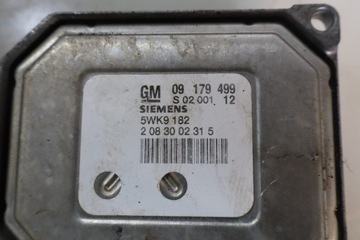 GM 09 179 499
S 02 001 12
SIEMENS
5WK9 182
2 08 30 02 31 5